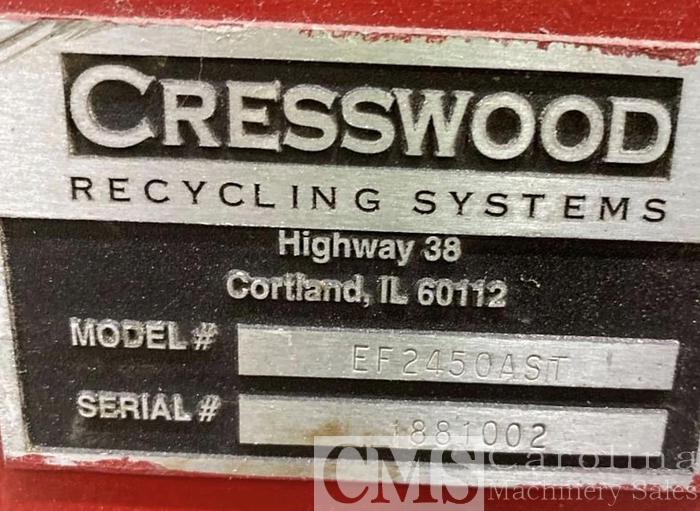 CRESSWOOD
RECYCLING SYSTEMS
Highway 38
Cortland, IL 60112
MODEL # EF2450AST
SERIAL # 1881002
CMS Carolina
Machinery Sales